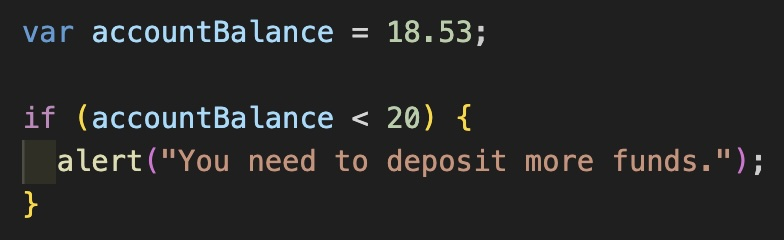 var accountBalance = 18.53;

if (accountBalance < 20) {
  alert("You need to deposit more funds.");
}